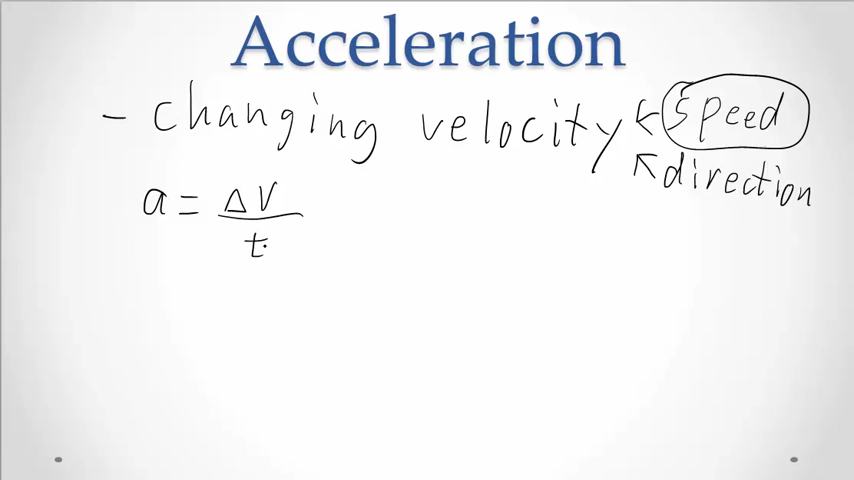 Acceleration
- changing velocity ← speed
← direction
a = ΔV
t